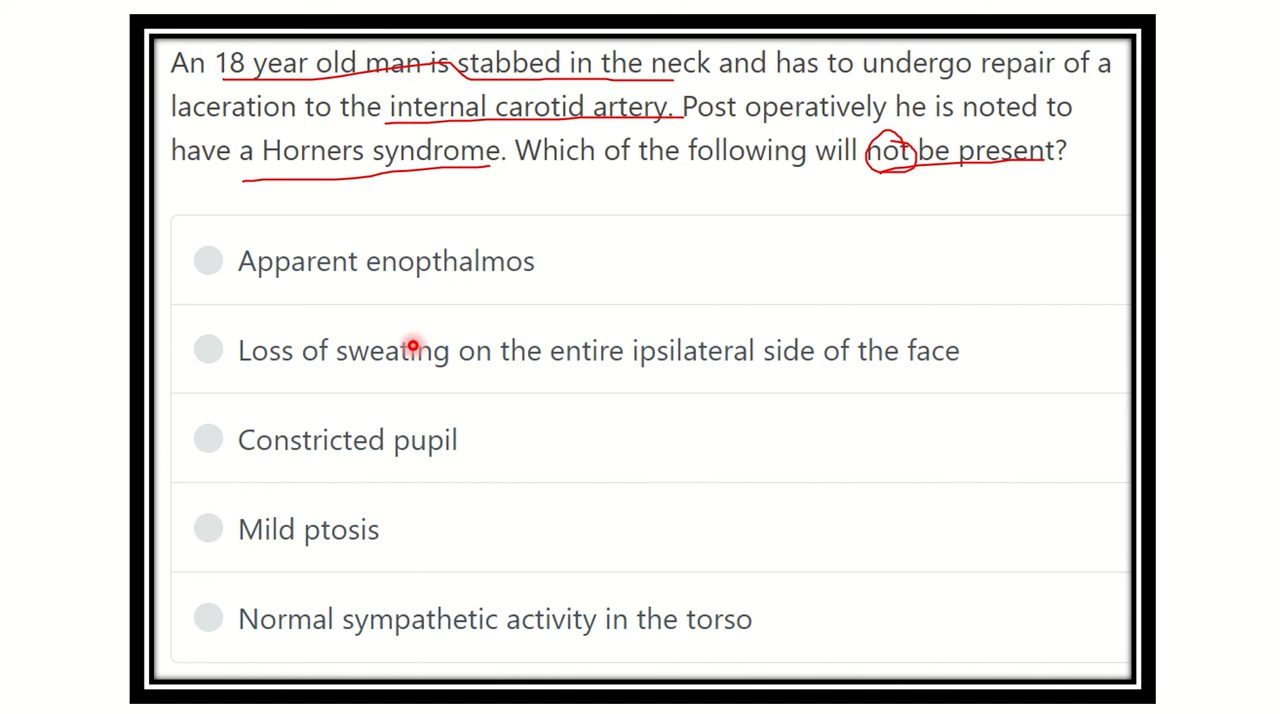 An 18 year old man is stabbed in the neck and has to undergo repair of a
laceration to the internal carotid artery. Post operatively he is noted to
have a Horners syndrome. Which of the following will not be present?
Apparent enopthalmos
Loss of sweating on the entire ipsilateral side of the face
Constricted pupil
Mild ptosis
Normal sympathetic activity in the torso